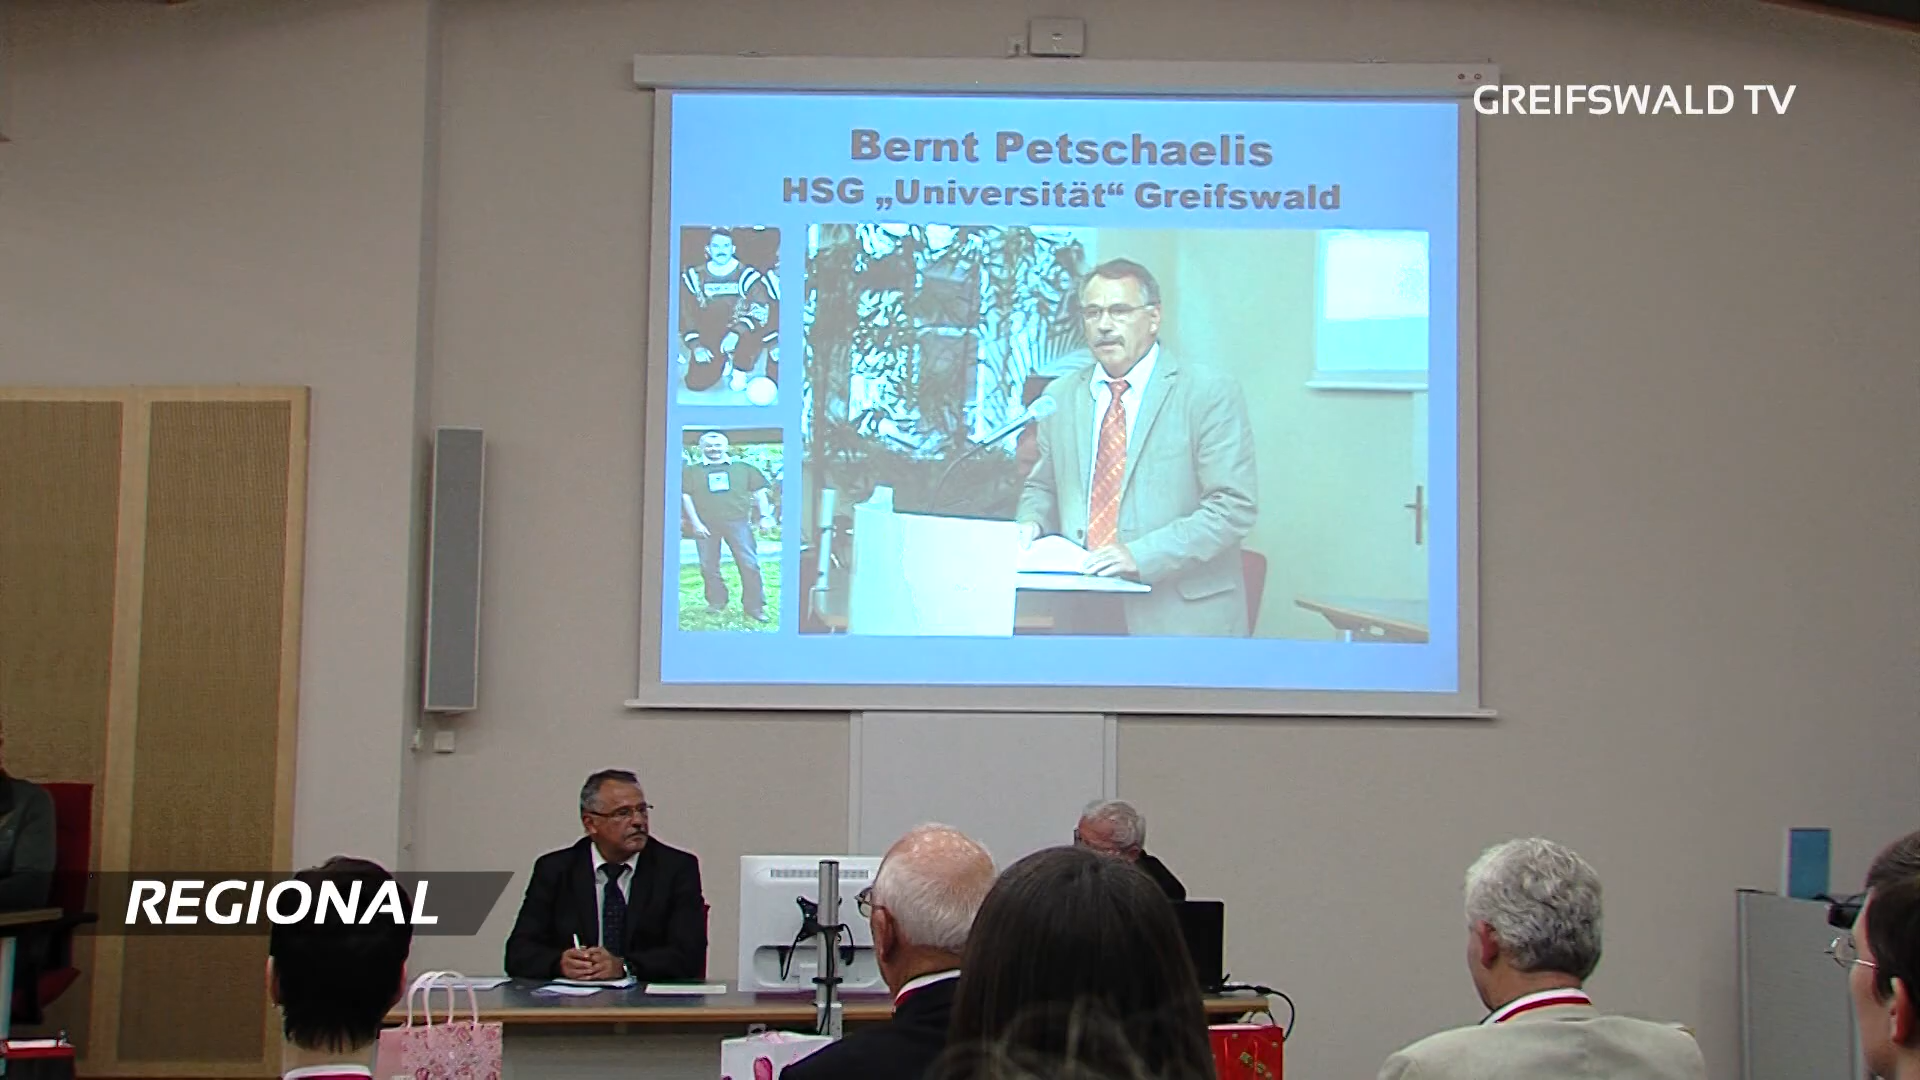 GREIFSWALD TV
Bernt Petschaelis
HSG „Universität“ Greifswald
REGIONAL